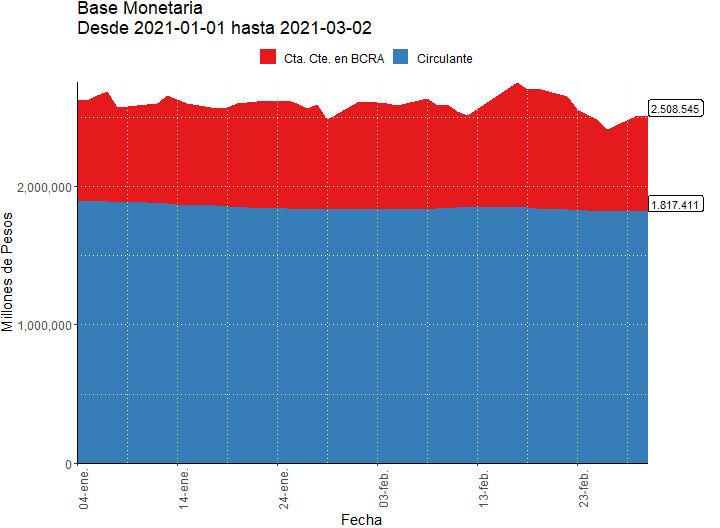 Base Monetaria
Desde 2021-01-01 hasta 2021-03-02
Cta. Cte. en BCRA Circulante
2.508.545
2,000,000
1.817.411
Millones de Pesos
1,000,000
0
04-ene. 14-ene. 24-ene. 03-feb. 13-feb. 23-feb.
Fecha